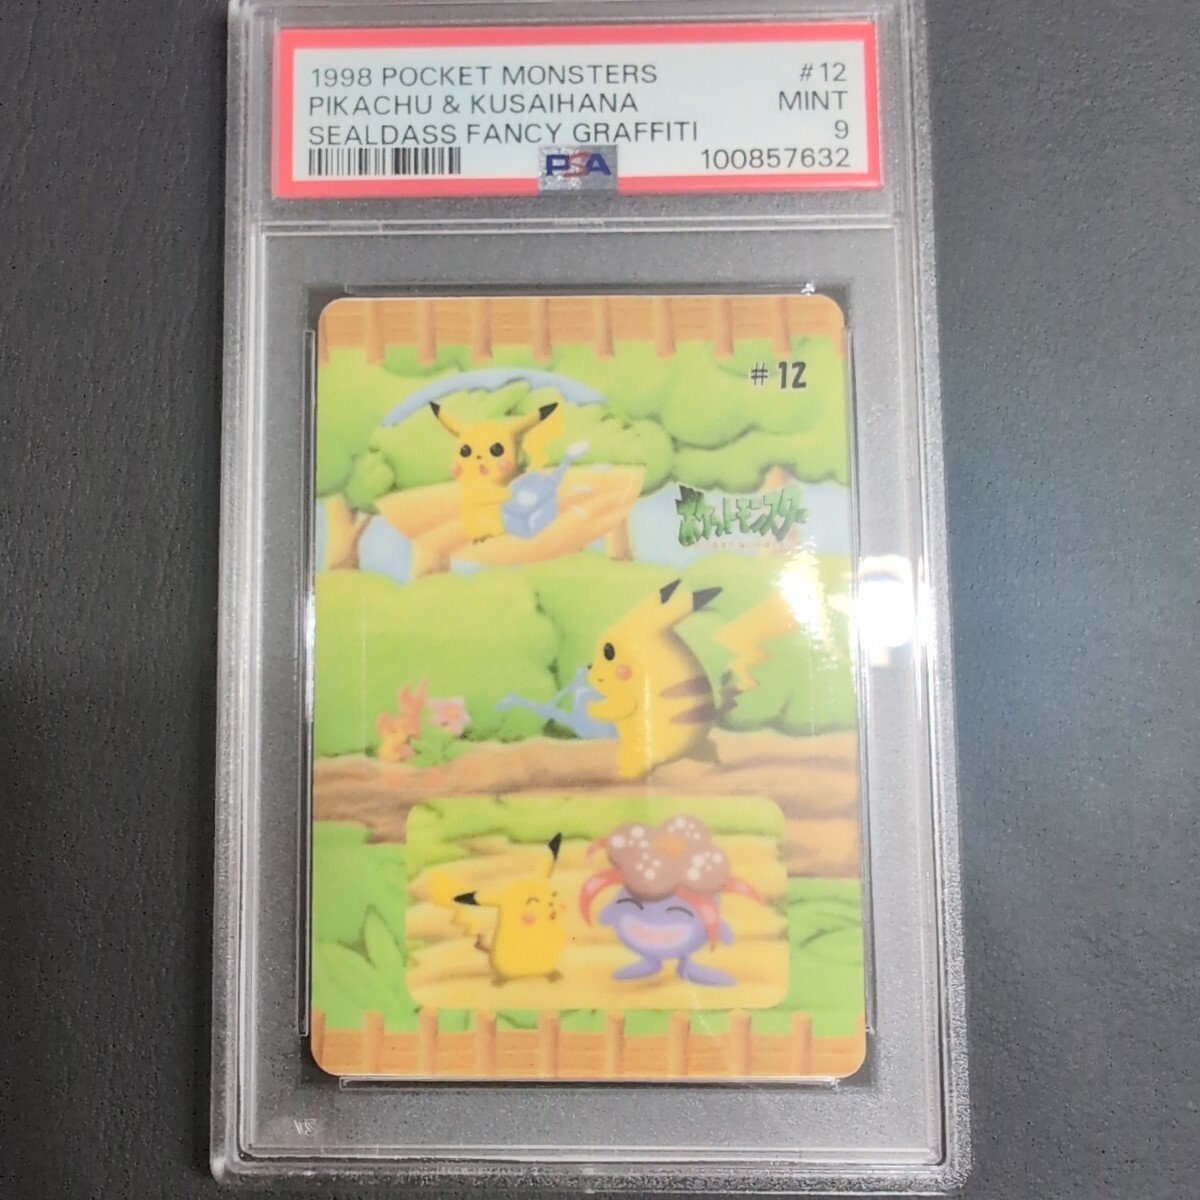 1998 POCKET MONSTERS #12
PIKACHU & KUSAIHANA MINT
SEALDASS FANCY GRAFFITI 9
PSA 100857632
#12
ポケットモンスター